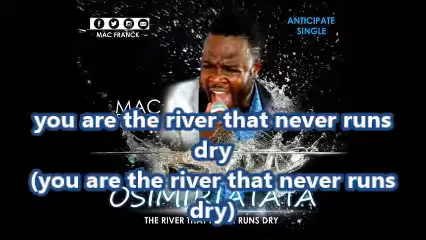 MAC FRANCK
ANTICIPATE
SINGLE
MAC
you are the river that never runs
dry
(you are the river that never runs
dry)
OSIMIRIATATA
THE RIVER THAT RUNS DRY